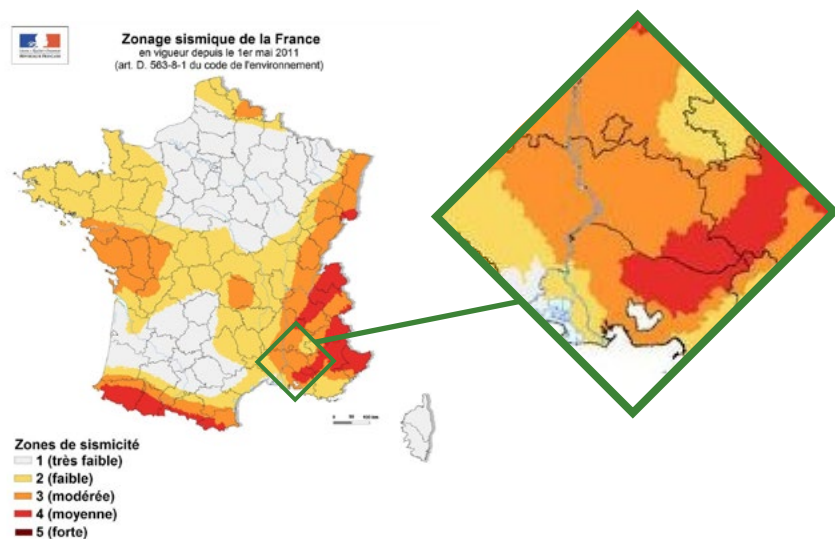 Zonage sismique de la France
en vigueur depuis le 1er mai 2011
(art. D. 563-8-1 du code de l'environnement)
Zones de sismicité
1 (très faible)
2 (faible)
3 (modérée)
4 (moyenne)
5 (forte)